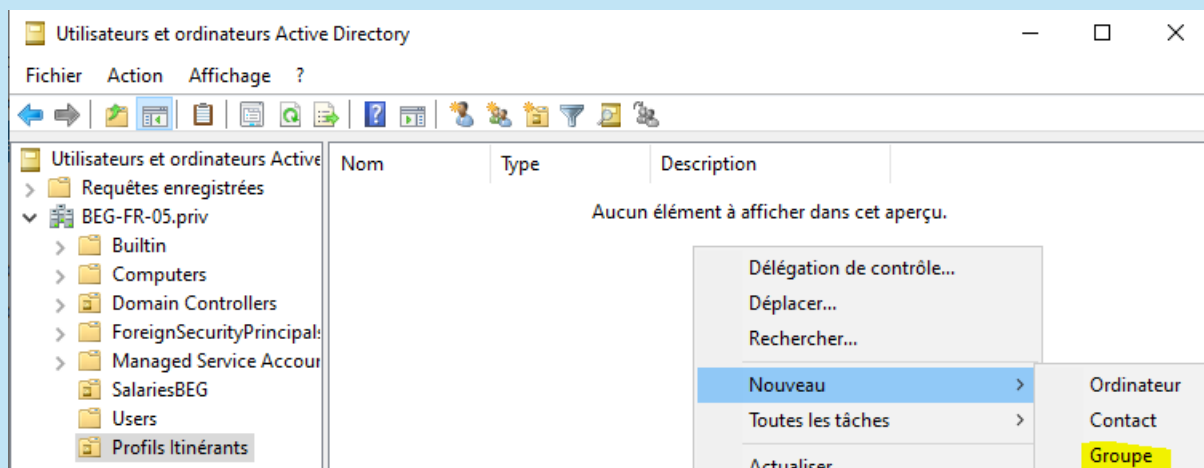 Utilisateurs et ordinateurs Active Directory
Fichier Action Affichage ?
Utilisateurs et ordinateurs Active
Requêtes enregistrées
BEG-FR-05.priv
Builtin
Computers
Domain Controllers
ForeignSecurityPrincipals
Managed Service Accour
SalariesBEG
Users
Profils Itinérants
Nom Type Description
Aucun élément à afficher dans cet aperçu.
Délégation de contrôle...
Déplacer...
Rechercher...
Nouveau
Toutes les tâches
Actualiser
Ordinateur
Contact
Groupe